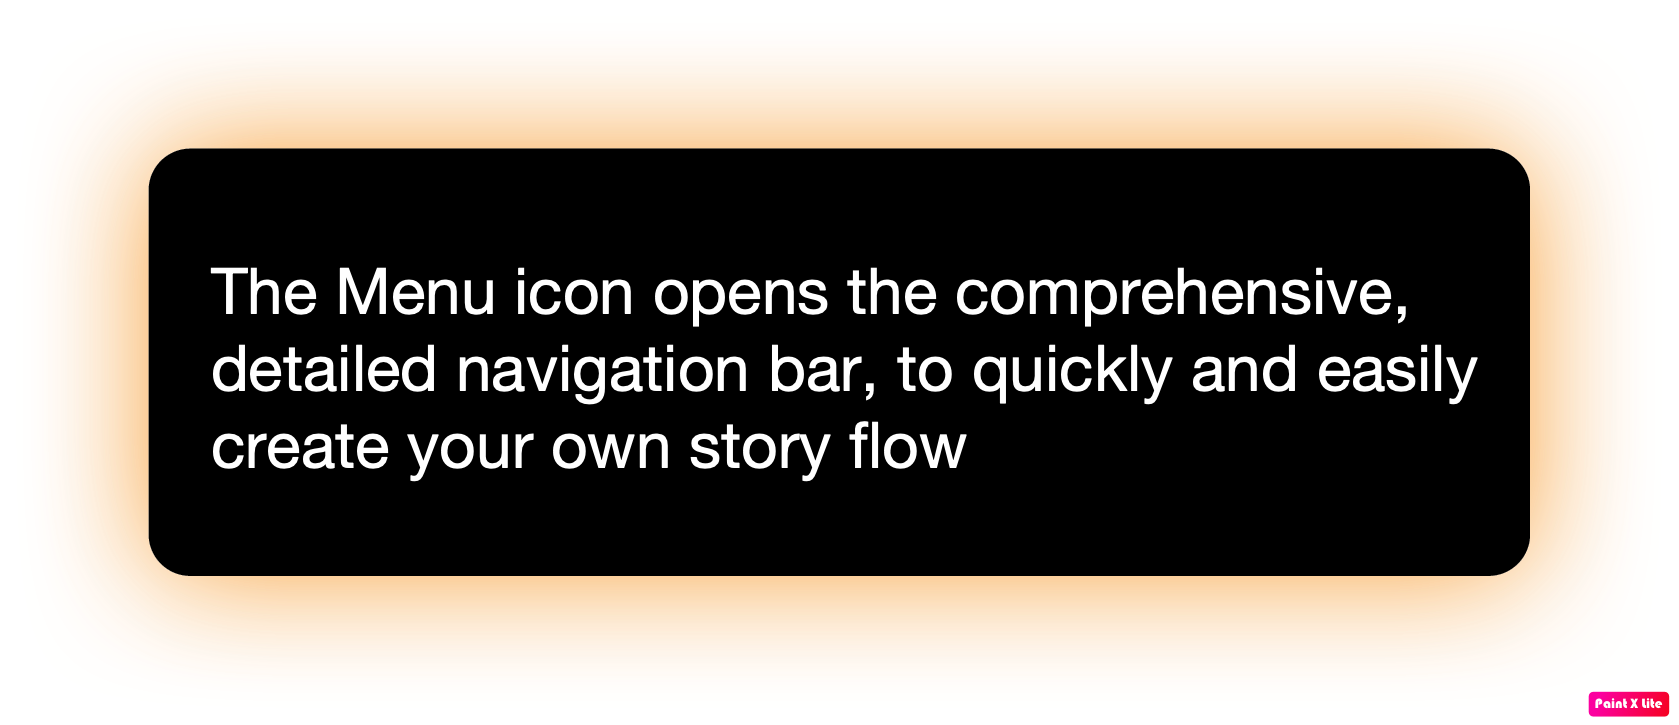 The Menu icon opens the comprehensive,
detailed navigation bar, to quickly and easily
create your own story flow
Paint X Lite